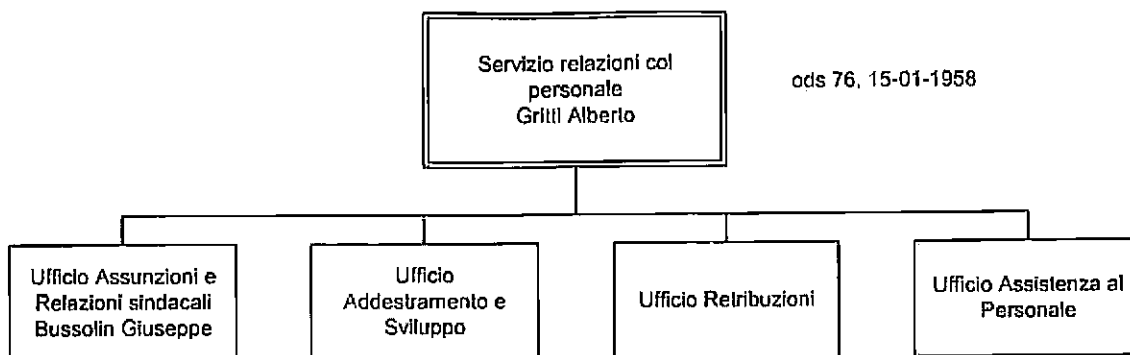 Servizio relazioni col
personale
Gritti Alberto
ods 76, 15-01-1958
Ufficio Assunzioni e
Relazioni sindacali
Bussolin Giuseppe
Ufficio
Addestramento e
Sviluppo
Ufficio Retribuzioni
Ufficio Assistenza al
Personale